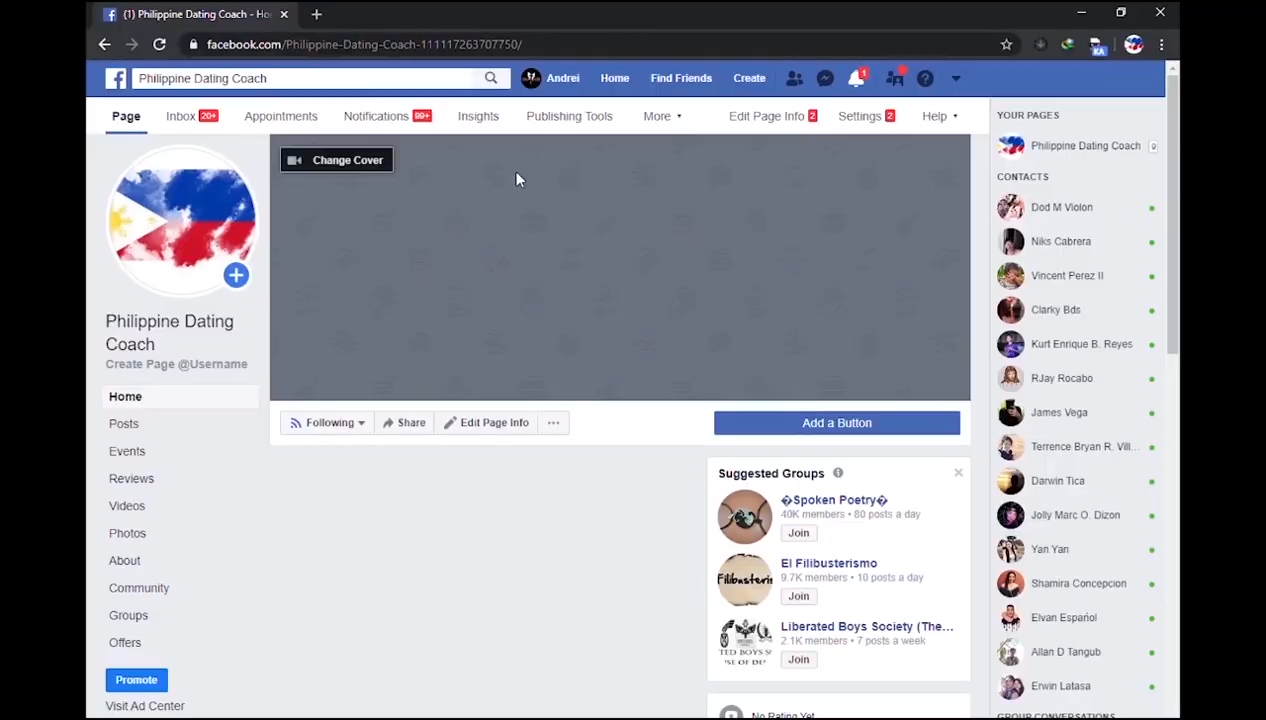 (1) Philippine Dating Coach - Ho
facebook.com/Philippine-Dating-Coach-111117263707750/
KA
Philippine Dating Coach
Andrei
Home
Find Friends
Create
1
Page
Inbox 20+
Appointments
Notifications 99+
Insights
Publishing Tools
More
Edit Page Info 2
Settings 2
Help
Change Cover
Philippine Dating
Coach
Create Page @Username
Home
Posts
Events
Reviews
Videos
Photos
About
Community
Groups
Offers
Promote
Visit Ad Center
Following
Share
Edit Page Info
...
Add a Button
Suggested Groups
�Spoken Poetry�
40K members • 80 posts a day
Join
Filibusteris
El Filibusterismo
9.7K members • 10 posts a day
Join
Liberated Boys Society (The...
2.1K members • 7 posts a week
Join
No Rating Yet
YOUR PAGES
Philippine Dating Coach
CONTACTS
Dod M Violon
Niks Cabrera
Vincent Perez II
Clarky Bds
Kurt Enrique B. Reyes
RJay Rocabo
James Vega
Terrence Bryan R. Vill...
Darwin Tica
Jolly Marc O. Dizon
Yan Yan
Shamira Concepcion
Elvan Español
Allan D Tangub
Erwin Latasa
GROUP CONVERSATIONS